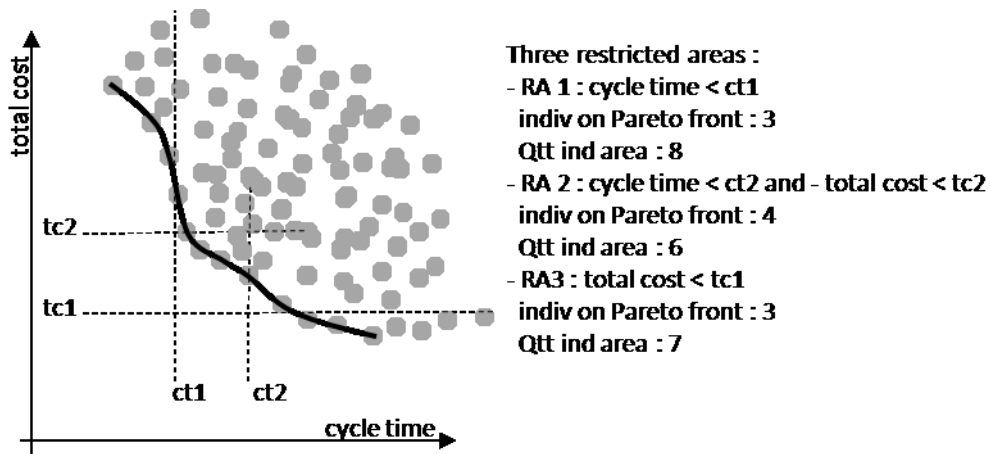 total cost
Three restricted areas :
- RA 1 : cycle time < ct1
indiv on Pareto front : 3
Qtt ind area : 8
- RA 2 : cycle time < ct2 and - total cost < tc2
indiv on Pareto front : 4
Qtt ind area : 6
- RA3 : total cost < tc1
indiv on Pareto front : 3
Qtt ind area : 7
tc2
tc1
ct1
ct2
cycle time